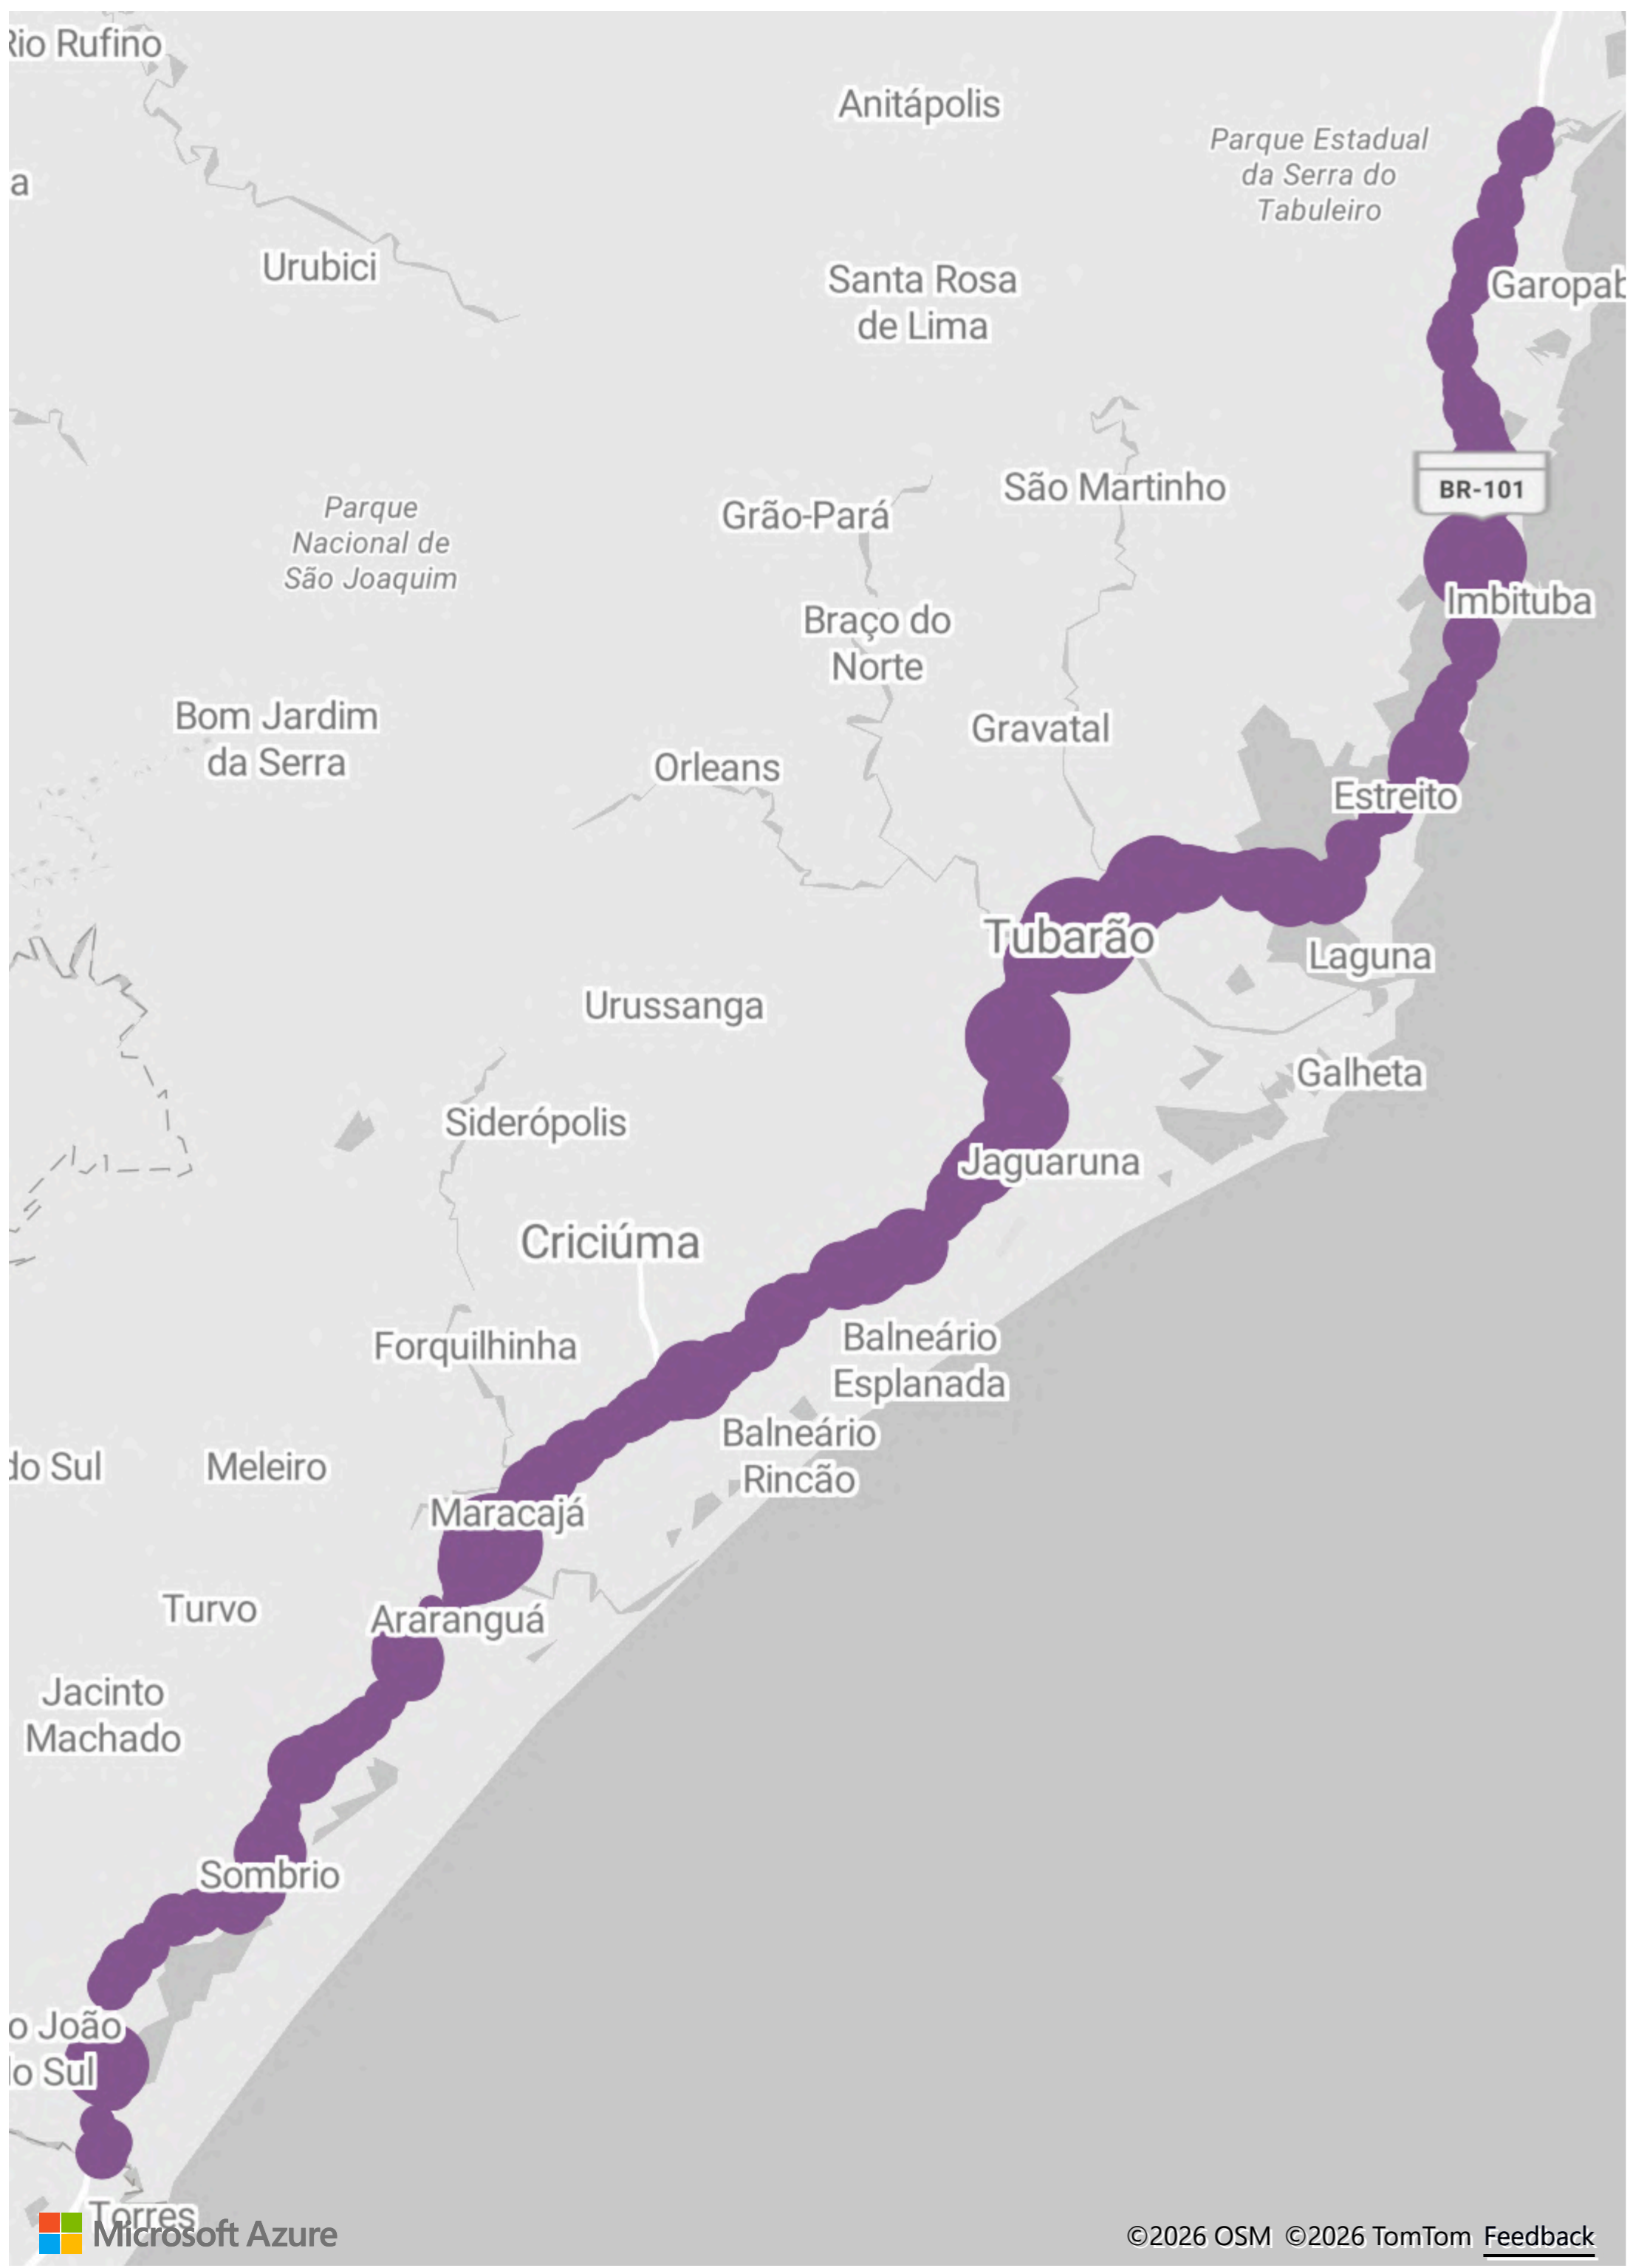 Rio Rufino
Anitápolis
Parque Estadual
da Serra do
Tabuleiro
a
Urubici
Santa Rosa
de Lima
Garopab
BR-101
São Martinho
Parque
Nacional de
São Joaquim
Grão-Pará
Imbituba
Braço do
Norte
Bom Jardim
da Serra
Gravatal
Orleans
Estreito
Tubarão
Laguna
Urussanga
Galheta
Siderópolis
Jaguaruna
Criciúma
Forquilhinha
Balneário
Esplanada
Balneário
Rincão
do Sul
Meleiro
Maracajá
Turvo
Araranguá
Jacinto
Machado
Sombrio
o João
lo Sul
Torres
Microsoft Azure
©2026 OSM ©2026 TomTom Feedback